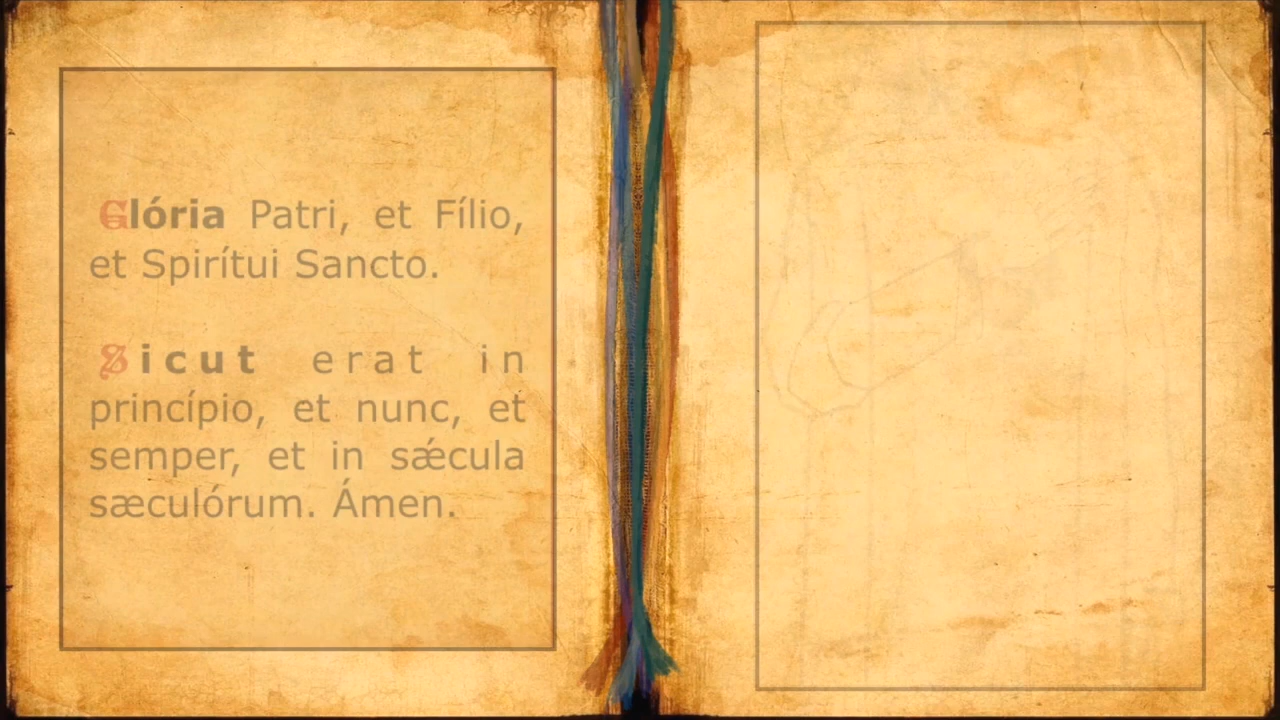 Glória Patri, et Fílio,
et Spirítui Sancto.
Sicut erat in
princípio, et nunc, et
semper, et in sǽcula
sæculórum. Ámen.